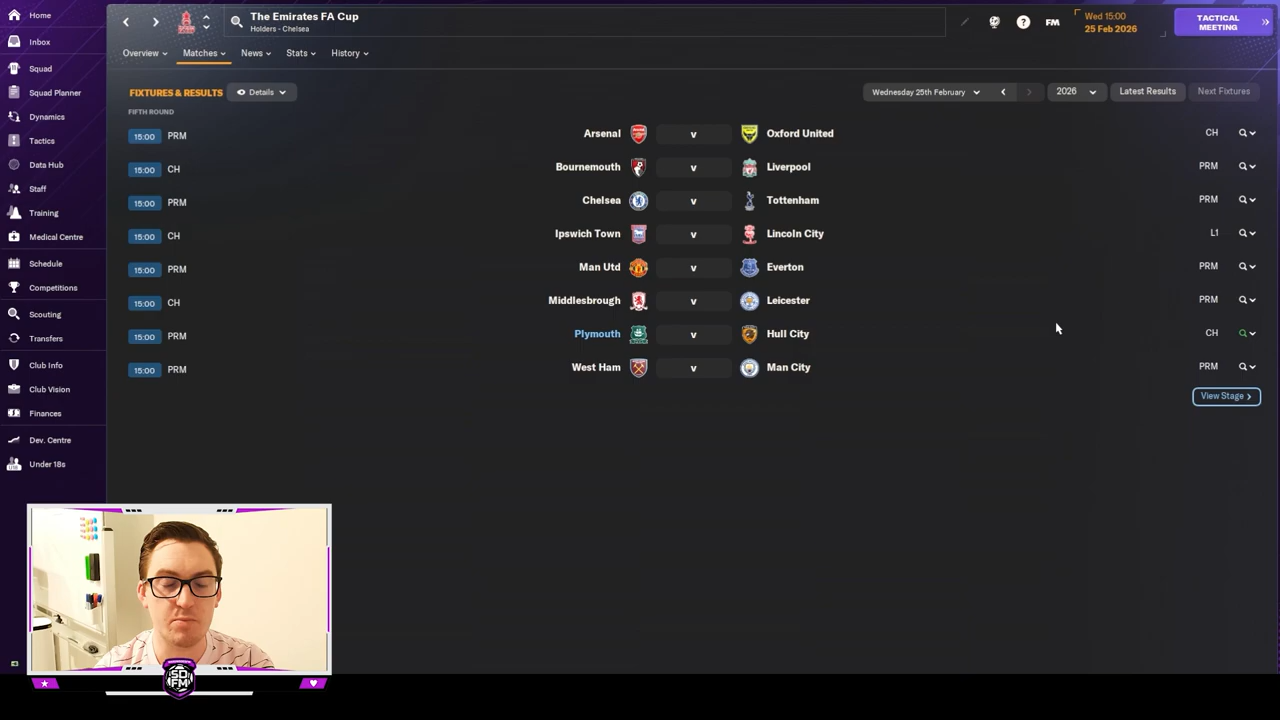 Home
Inbox
Squad
Squad Planner
Dynamics
Tactics
Data Hub
Staff
Training
Medical Centre
Schedule
Competitions
Scouting
Transfers
Club Info
Club Vision
Finances
Dev. Centre
Under 18s
The Emirates FA Cup
Holders - Chelsea
FM
Wed 15:00
25 Feb 2026
TACTICAL MEETING
Overview Matches News Stats History
FIXTURES & RESULTS Details Wednesday 25th February 2026 Latest Results Next Fixtures
FIFTH ROUND
15:00 PRM Arsenal v Oxford United CH
15:00 CH Bournemouth v Liverpool PRM
15:00 PRM Chelsea v Tottenham PRM
15:00 CH Ipswich Town v Lincoln City L1
15:00 PRM Man Utd v Everton PRM
15:00 CH Middlesbrough v Leicester PRM
15:00 PRM Plymouth v Hull City CH
15:00 PRM West Ham v Man City PRM
View Stage
SD
FM